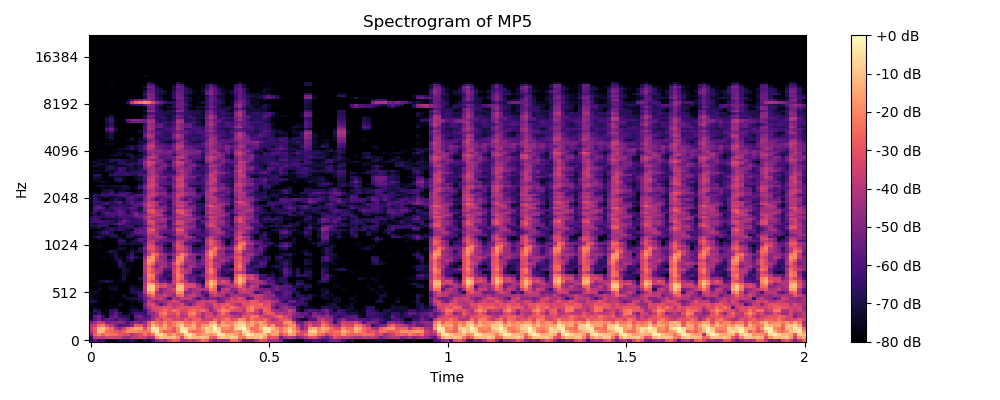 Spectrogram of MP5
16384
8192
4096
2048
1024
512
0
Hz
0
0.5
1
1.5
2
Time
+0 dB
-10 dB
-20 dB
-30 dB
-40 dB
-50 dB
-60 dB
-70 dB
-80 dB